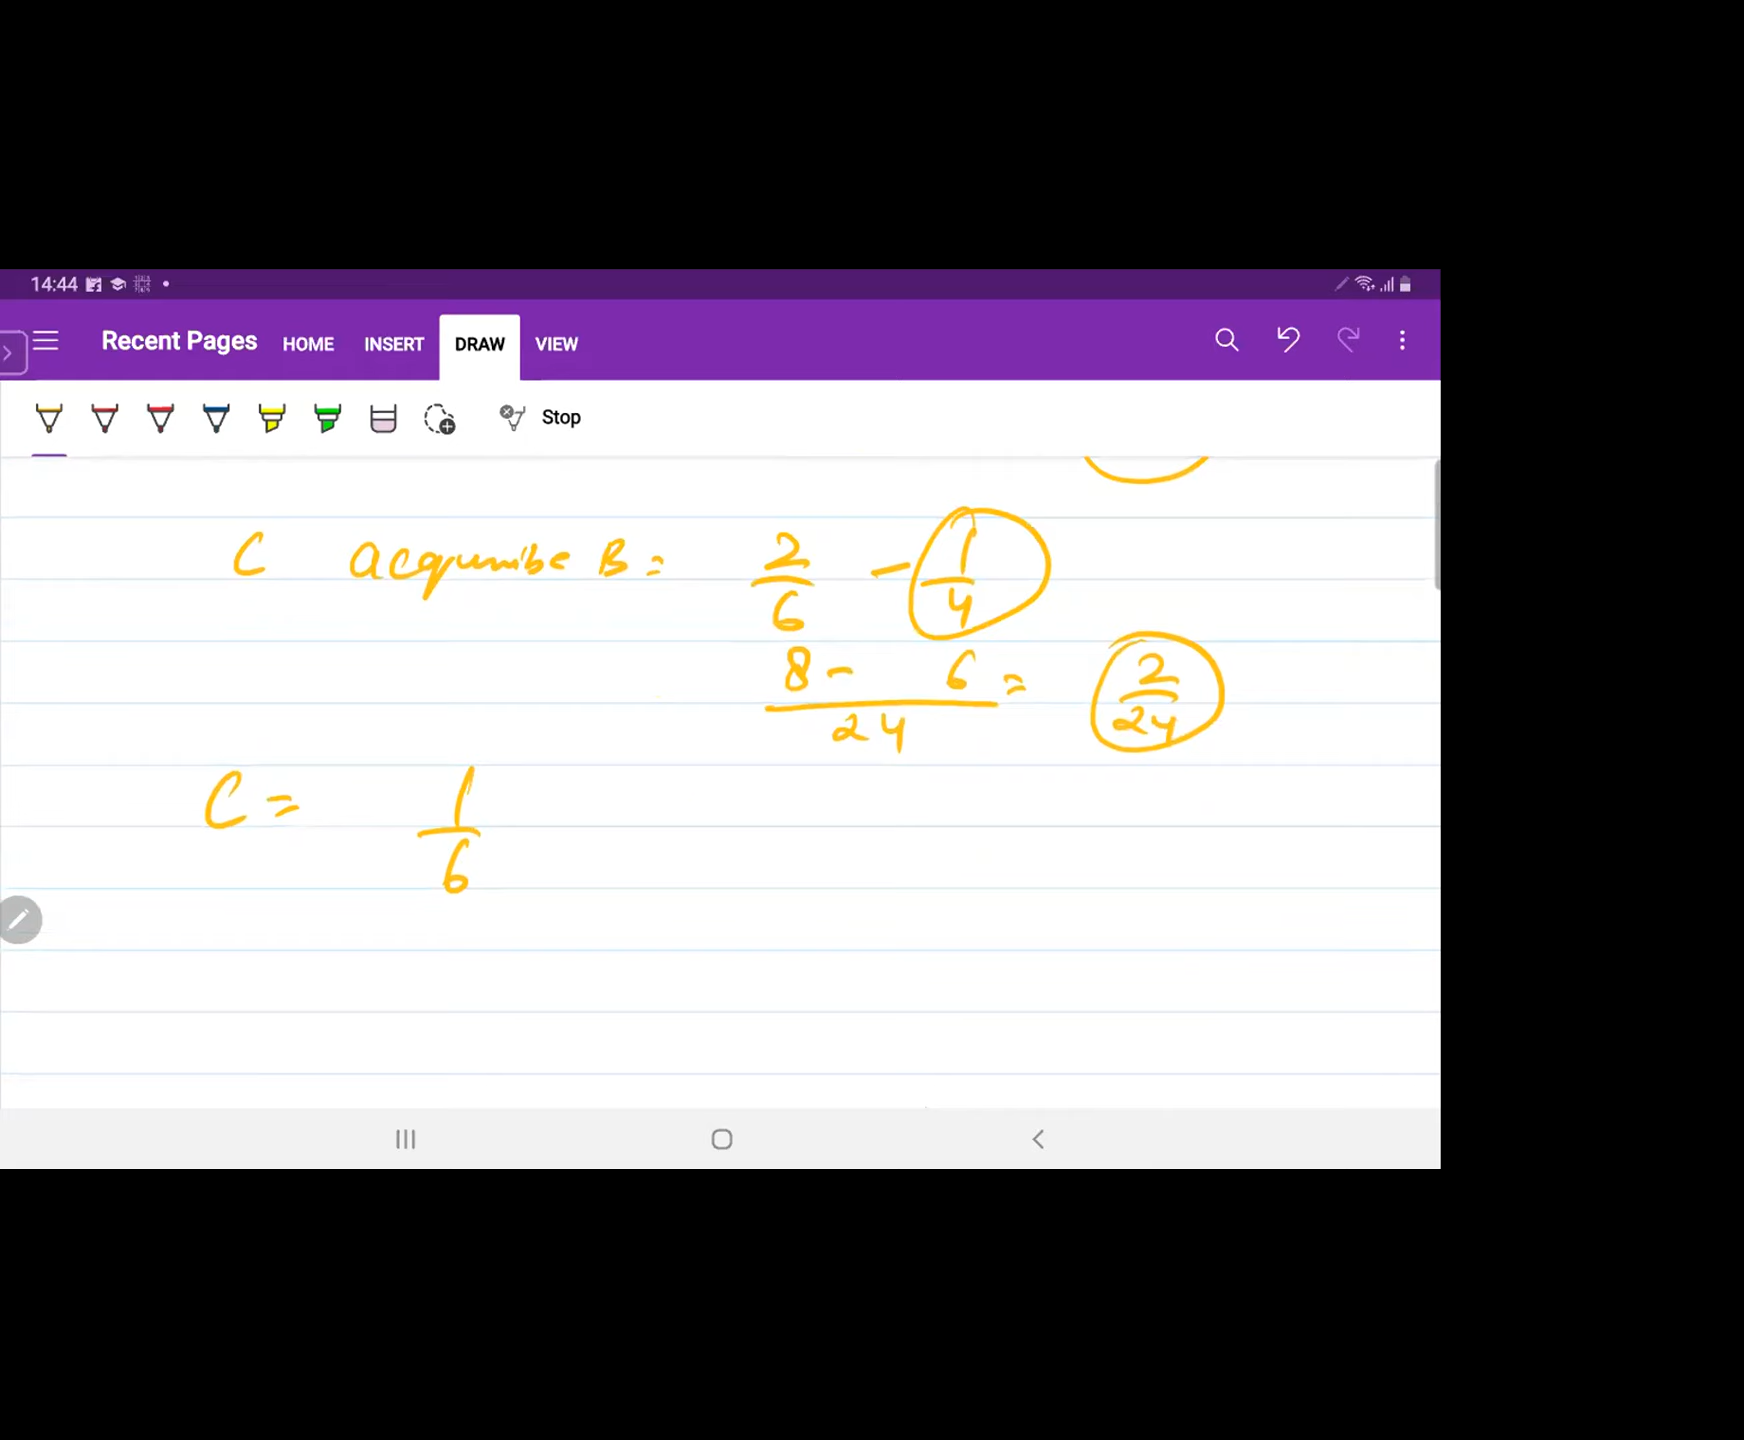 14:44
Recent Pages HOME INSERT DRAW VIEW
Stop
C acqunibe B = 2/6 - 1/4
8 - 6 / 24 = 2/24
C = 1/6